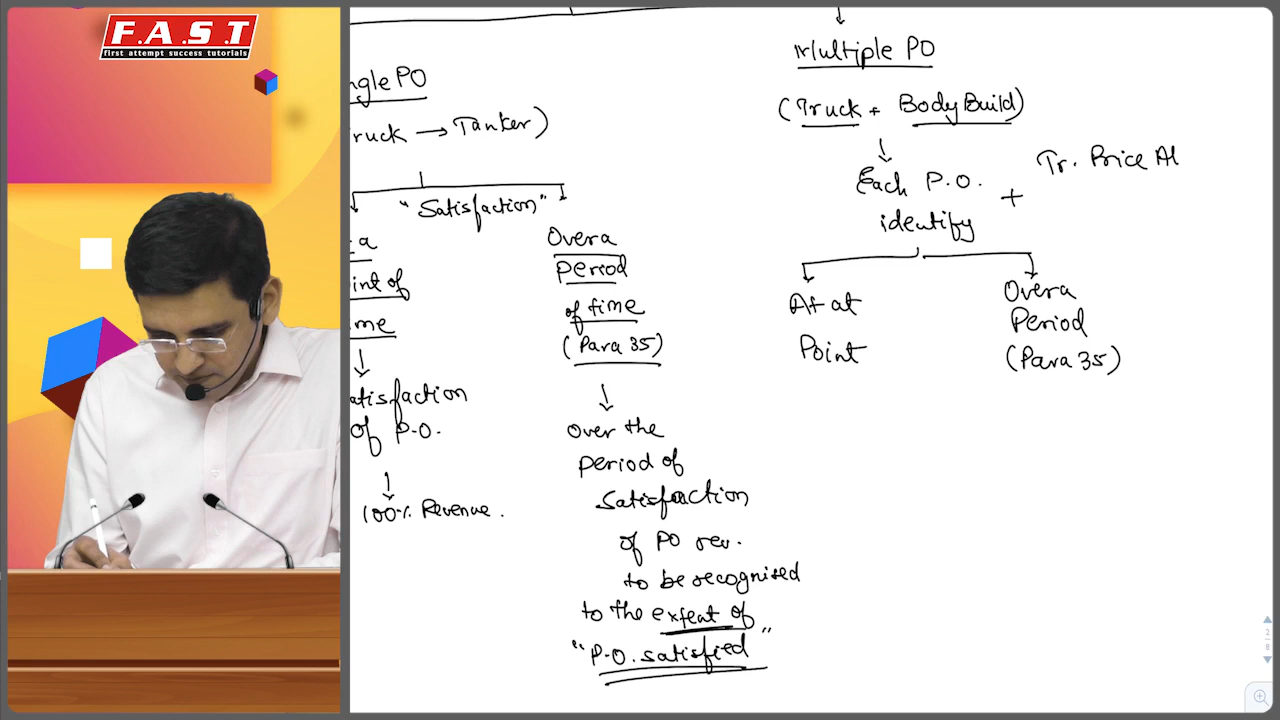 F.A.S.T
first attempt success tutorials
ngle PO
ruck → Tanker)
"Satisfaction"
a
int of
me
atisfaction
of P.O.
100% Revenue.
Over a
Period
of time
(Para 35)
Over the
Period of
Satisfaction
of PO rev.
to be recognised
to the extent of
"P.O. satisfied"
Multiple PO
(Truck + Body Build)
Each P.O.
identify
+
Tr. Price Al
At at
Point
Over a
Period
(Para 35)